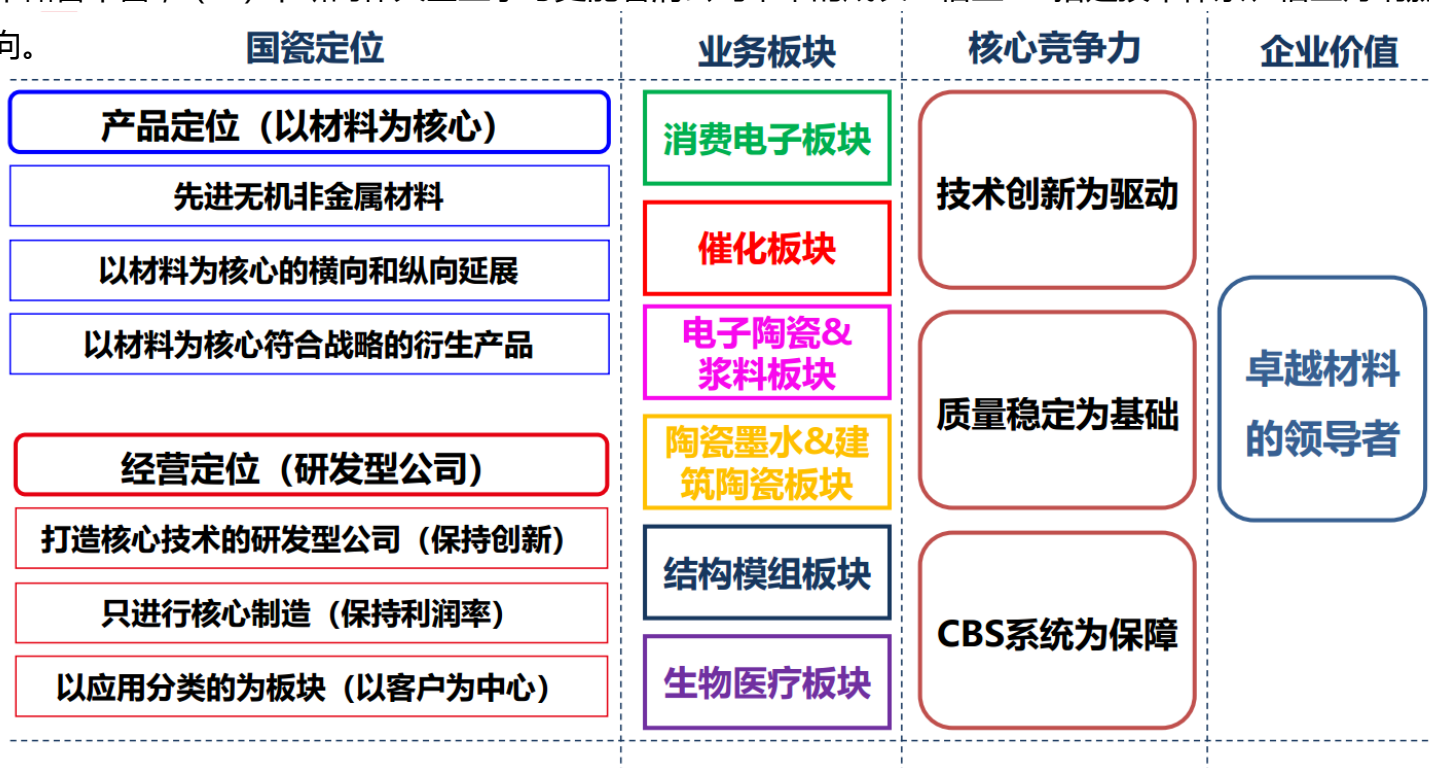 向。
国瓷定位
业务板块
核心竞争力
企业价值
产品定位（以材料为核心）
先进无机非金属材料
以材料为核心的横向和纵向延展
以材料为核心符合战略的衍生产品
经营定位（研发型公司）
打造核心技术的研发型公司（保持创新）
只进行核心制造（保持利润率）
以应用分类的为板块（以客户为中心）
消费电子板块
催化板块
电子陶瓷&
浆料板块
陶瓷墨水&建
筑陶瓷板块
结构模组板块
生物医疗板块
技术创新为驱动
质量稳定为基础
CBS系统为保障
卓越材料
的领导者